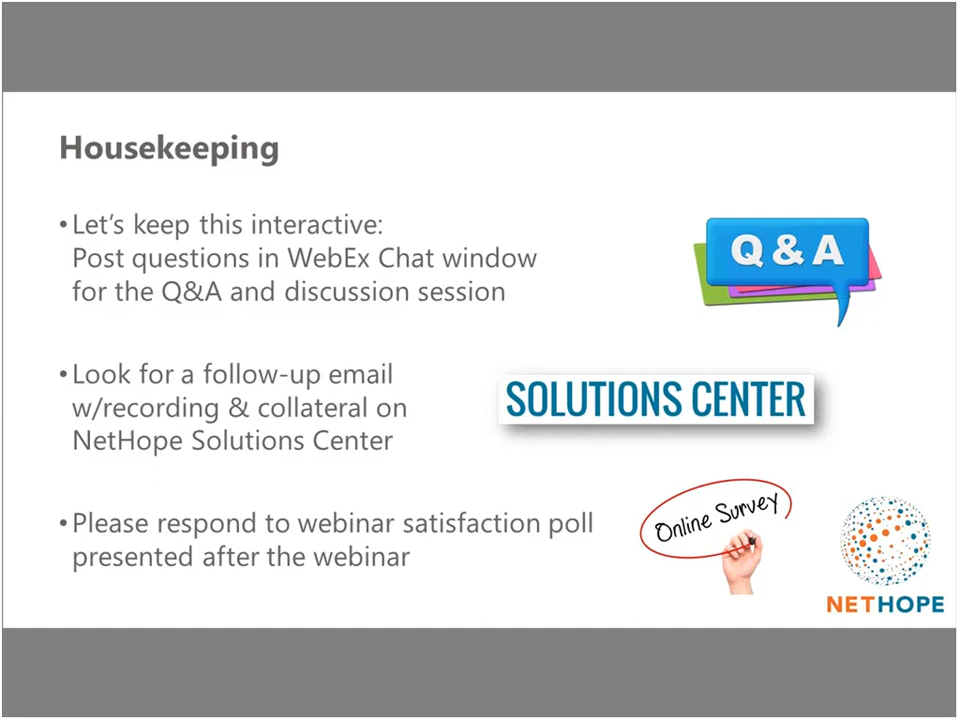 Housekeeping
•Let's keep this interactive:
Post questions in WebEx Chat window
for the Q&A and discussion session
Q & A
•Look for a follow-up email
w/recording & collateral on
NetHope Solutions Center
SOLUTIONS CENTER
•Please respond to webinar satisfaction poll
presented after the webinar
Online Survey
NETHOPE